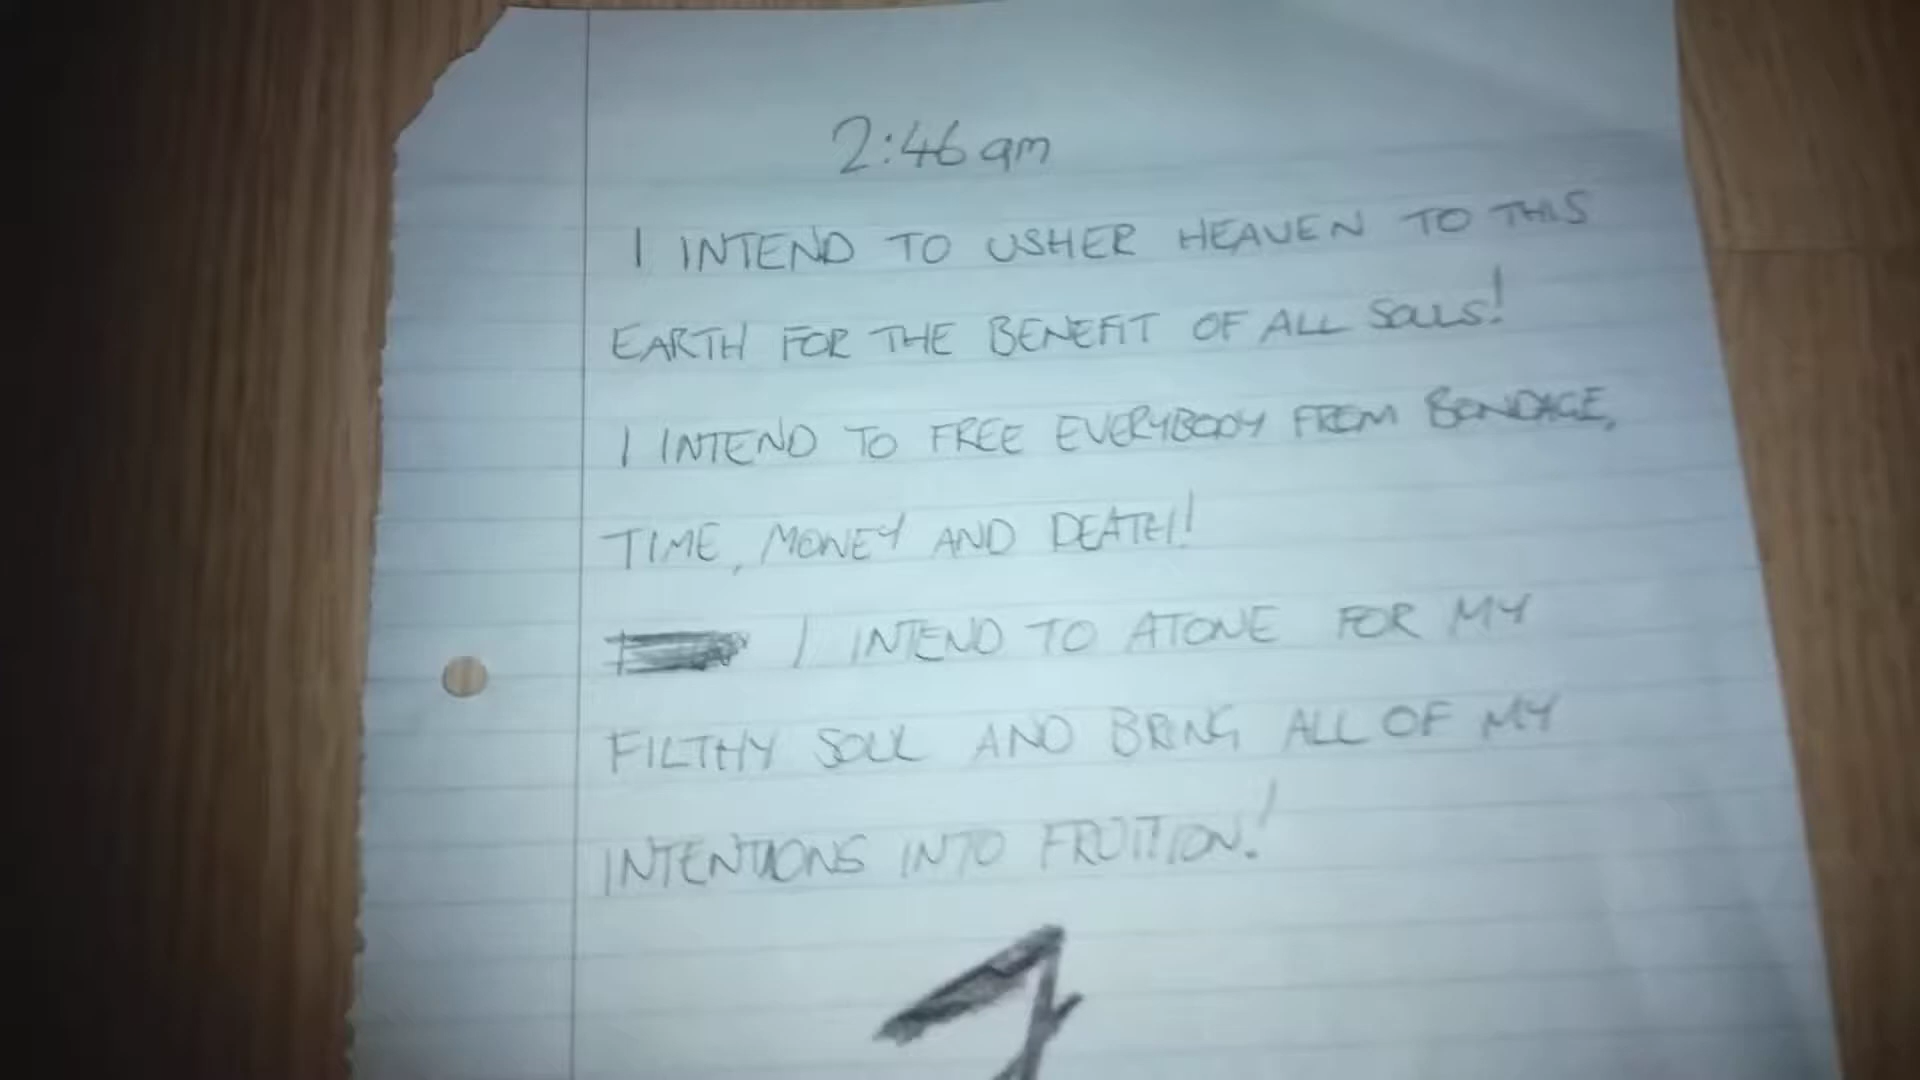 2:46am
I INTEND TO USHER HEAVEN TO THIS
EARTH FOR THE BENEFIT OF ALL SOULS!
I INTEND TO FREE EVERYBODY FROM BONDAGE,
TIME, MONEY AND DEATH!
I INTEND TO ATONE FOR MY
FILTHY SOUL AND BRING ALL OF MY
INTENTIONS INTO FRUITION!